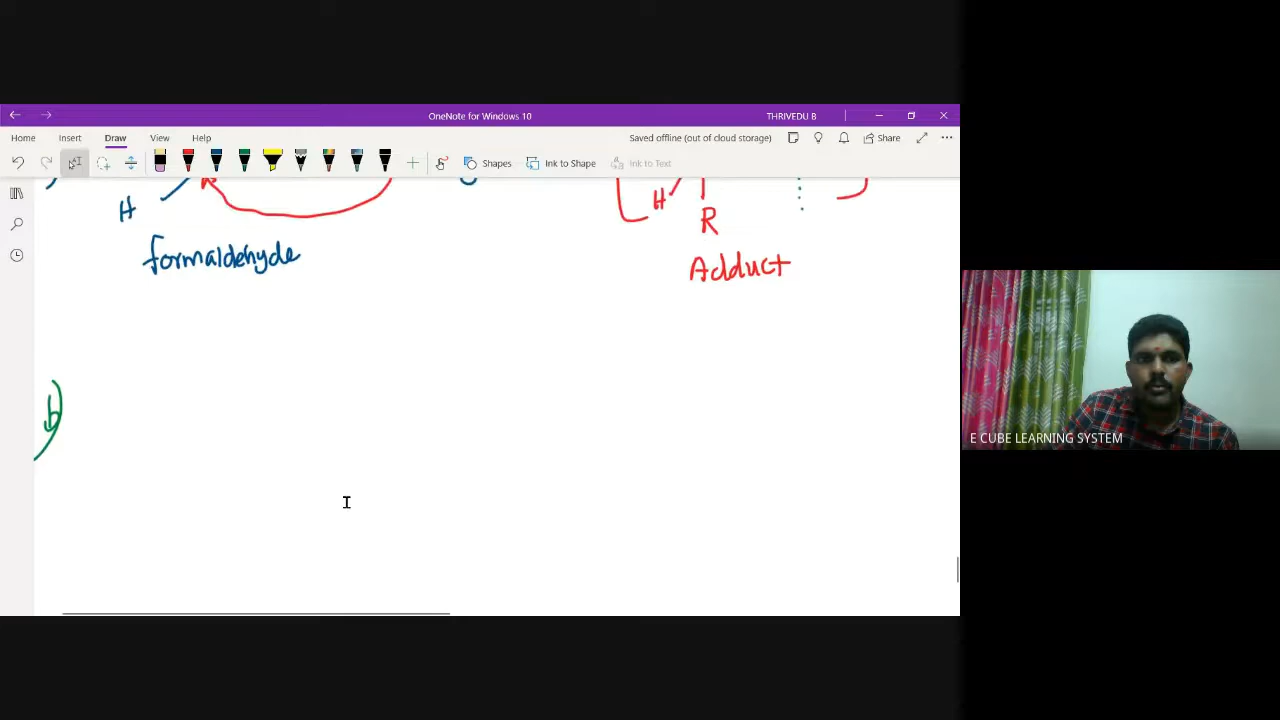 OneNote for Windows 10
THRIVEDU B
Home Insert Draw View Help
Saved offline (out of cloud storage)
Share
Shapes
Ink to Shape
Ink to Text
H
R
formaldehyde
H
R
Adduct
b)
E CUBE LEARNING SYSTEM